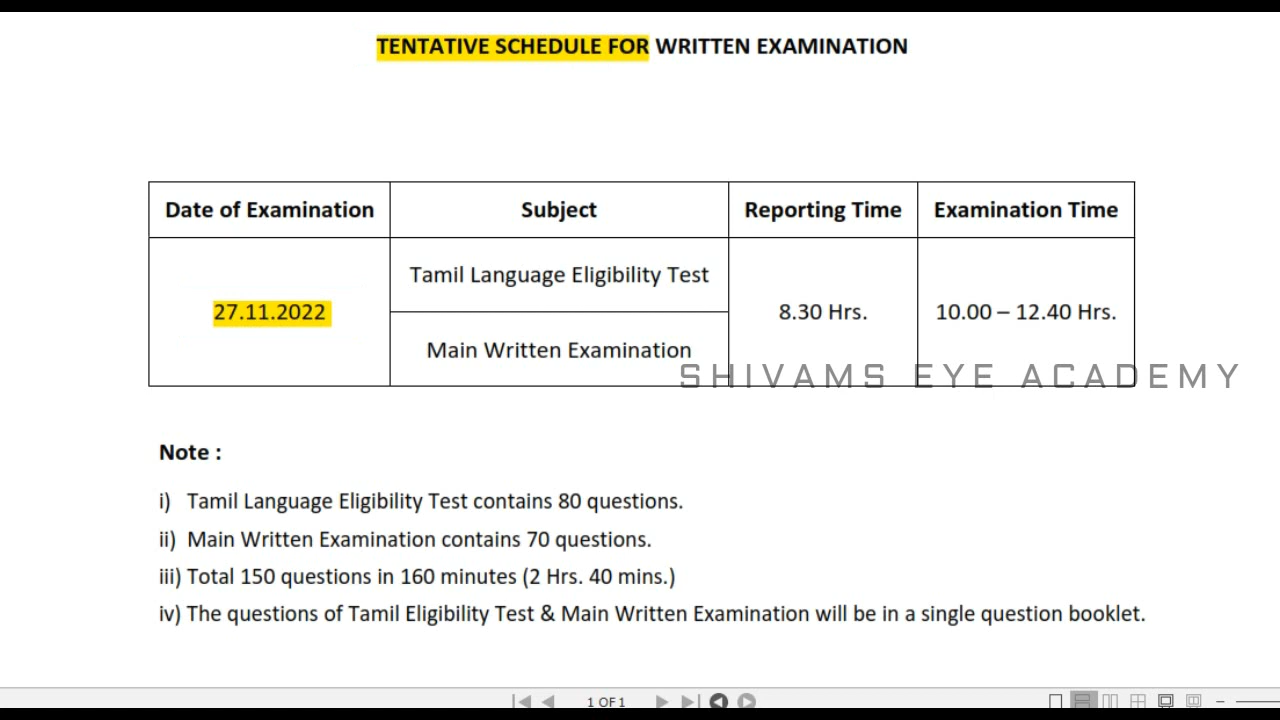 TENTATIVE SCHEDULE FOR WRITTEN EXAMINATION
Date of Examination Subject Reporting Time Examination Time
Tamil Language Eligibility Test
27.11.2022 8.30 Hrs. 10.00 – 12.40 Hrs.
Main Written Examination
SHIVAMS EYE ACADEMY
Note :
i) Tamil Language Eligibility Test contains 80 questions.
ii) Main Written Examination contains 70 questions.
iii) Total 150 questions in 160 minutes (2 Hrs. 40 mins.)
iv) The questions of Tamil Eligibility Test & Main Written Examination will be in a single question booklet.
1 OF 1